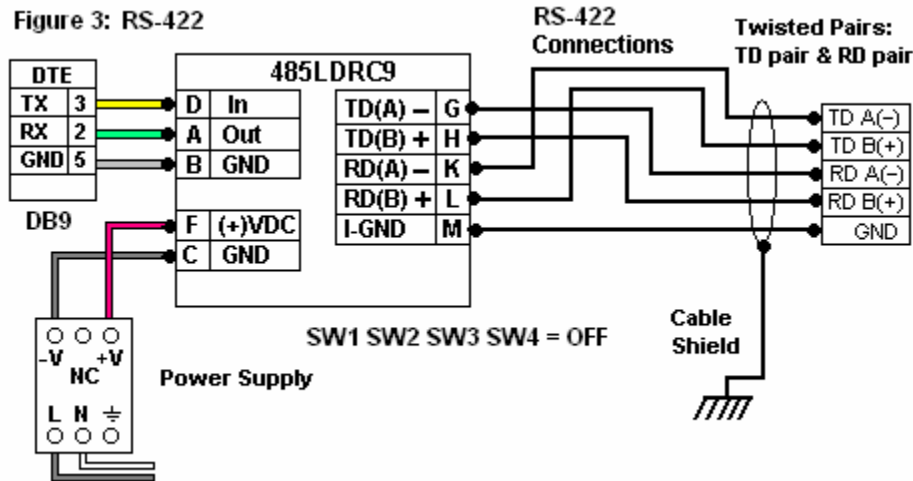 Figure 3: RS-422
RS-422
Connections
Twisted Pairs:
TD pair & RD pair
DTE
TX 3
RX 2
GND 5
DB9
485LDRC9
D In
A Out
B GND
F (+)VDC
C GND
TD(A) − G
TD(B) + H
RD(A) − K
RD(B) + L
I-GND M
TD A(-)
TD B(+)
RD A(-)
RD B(+)
GND
SW1 SW2 SW3 SW4 = OFF
Cable
Shield
-V +V
NC
L N
Power Supply